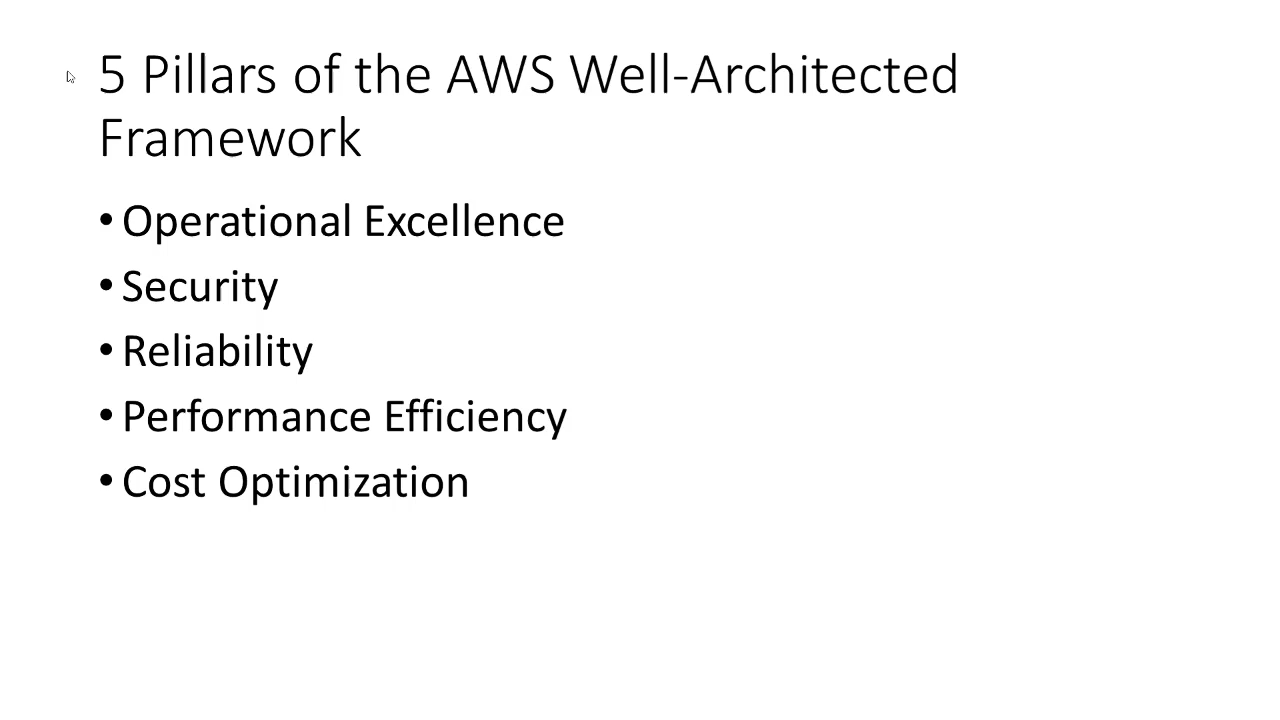 5 Pillars of the AWS Well-Architected
Framework
• Operational Excellence
• Security
• Reliability
• Performance Efficiency
• Cost Optimization